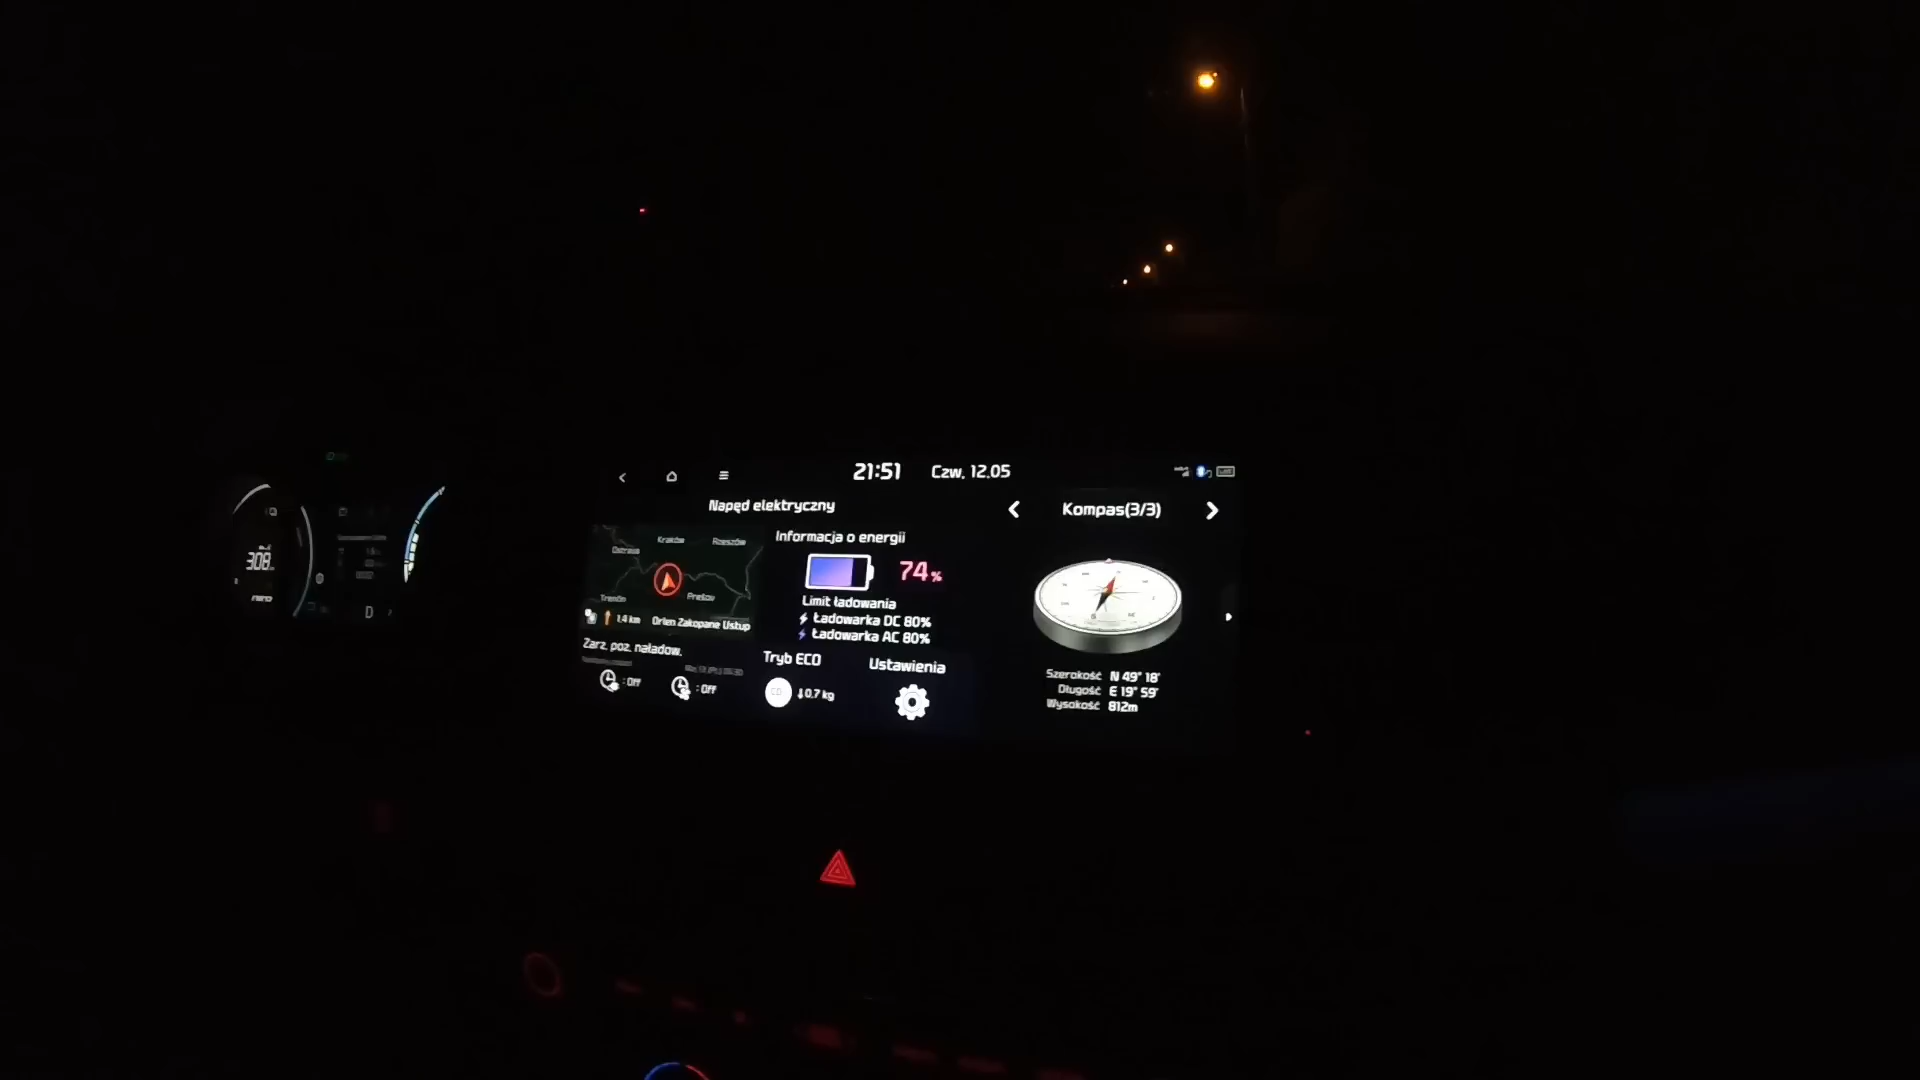 21:51 Czw, 12.05
Napęd elektryczny
Kompas(3/3)
Informacja o energii
Kraków
Rzeszów
Ostrava
74%
Trenčín
Prešov
Limit ładowania
Ładowarka DC 80%
Ładowarka AC 80%
1,4 km Orlen Zakopane Ustup
Zarz. poz. naładow.
: Off
: Off
Tryb ECO
0,7 kg
Ustawienia
Szerokość N 49° 18'
Długość E 19° 59'
Wysokość 812m
308
D